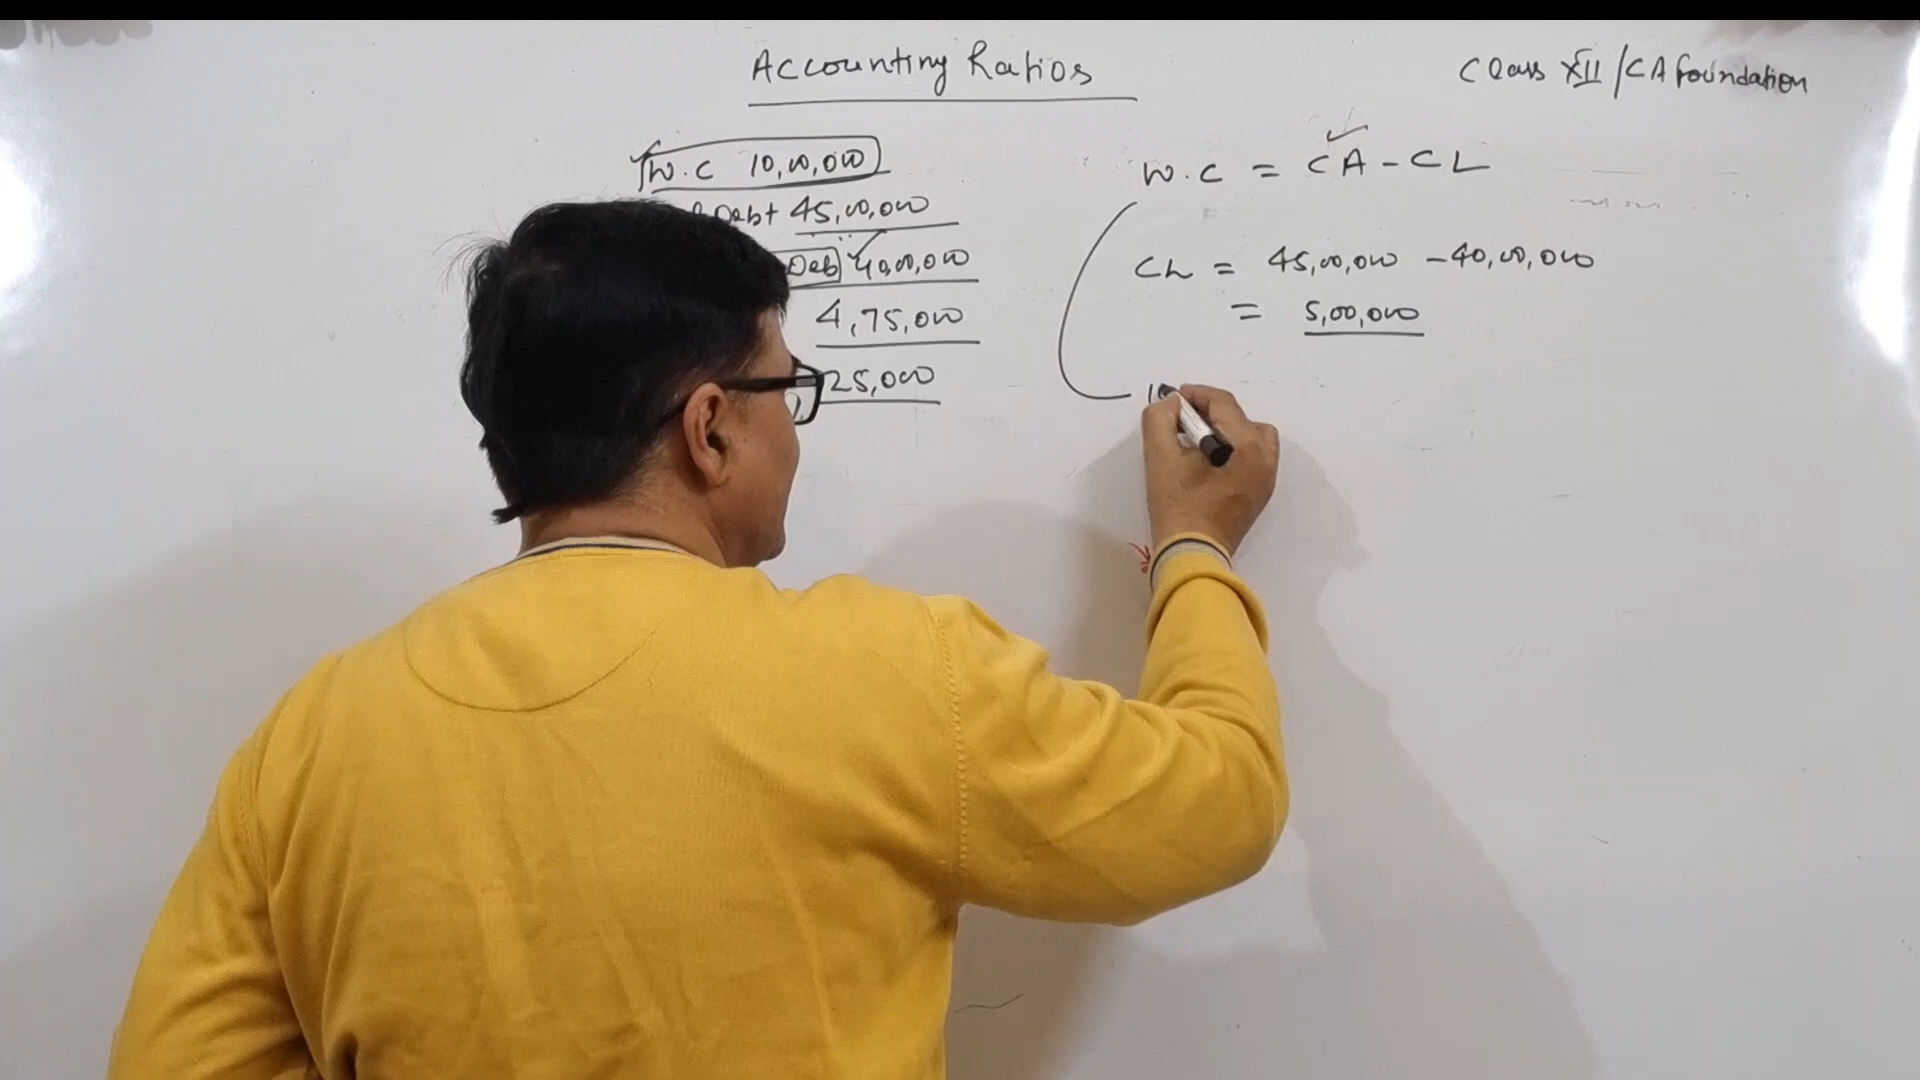 Accounting Ratios
Class XII / CA Foundation
W.C 10,00,000
Debt 45,00,000
Deb 40,00,000
4,75,000
25,000
W.C = CA - CL
CL = 45,00,000 - 40,00,000
= 5,00,000